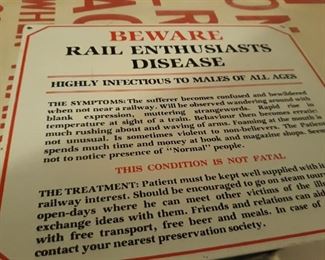 BEWARE
RAIL ENTHUSIASTS
DISEASE
HIGHLY INFECTIOUS TO MALES OF ALL AGES
THE SYMPTOMS: The sufferer becomes confused and bewildered
when not near a railway. Will be observed wandering around with
blank expression, muttering strangewords. Rapid rise in
temperature at sight of a train. Behaviour then becomes erratic:
much rushing about and waving of arms. Foaming at the mouth is
not unusual. Is sometimes violent to non-believers. The Patient
spends much time and money at book and magazine shops. Seems
not to notice presence of "Normal" people.
THIS CONDITION IS NOT FATAL
THE TREATMENT: Patient must be kept well supplied with
railway interest. Should be encouraged to go on steam tours
open-days where he can meet other victims of the
exchange ideas with them. Friends and relations can
with free transport, free beer and meals. In case of
contact your nearest preservation society.